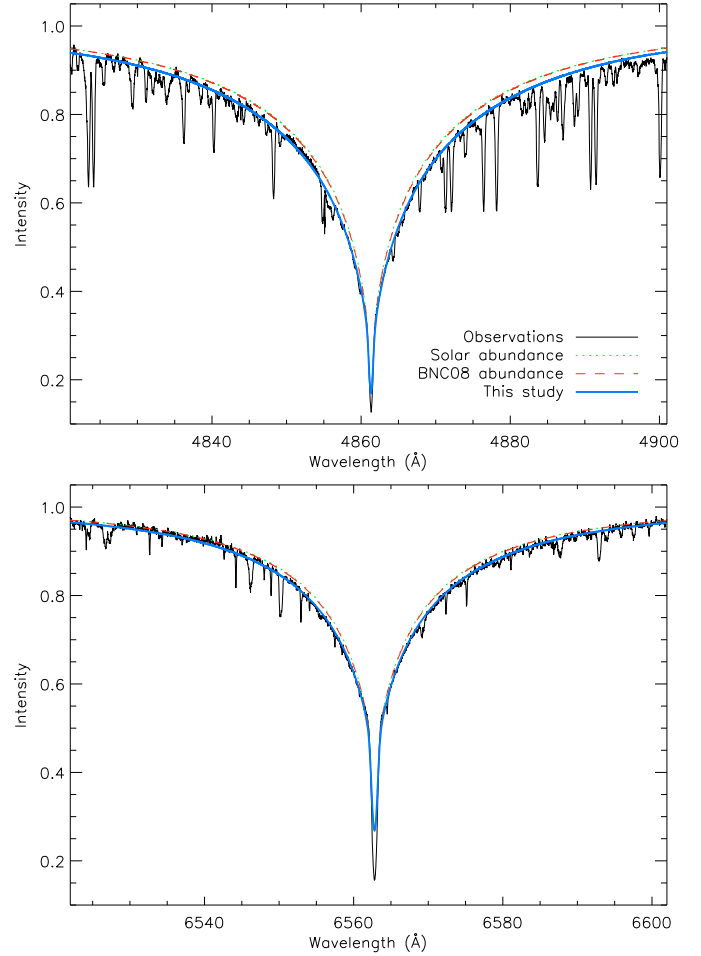 1.0
0.8
0.6
0.4
0.2
Intensity
Observations
Solar abundance
BNC08 abundance
This study
4840 4860 4880 4900
Wavelength (Å)
1.0
0.8
0.6
0.4
0.2
Intensity
6540 6560 6580 6600
Wavelength (Å)